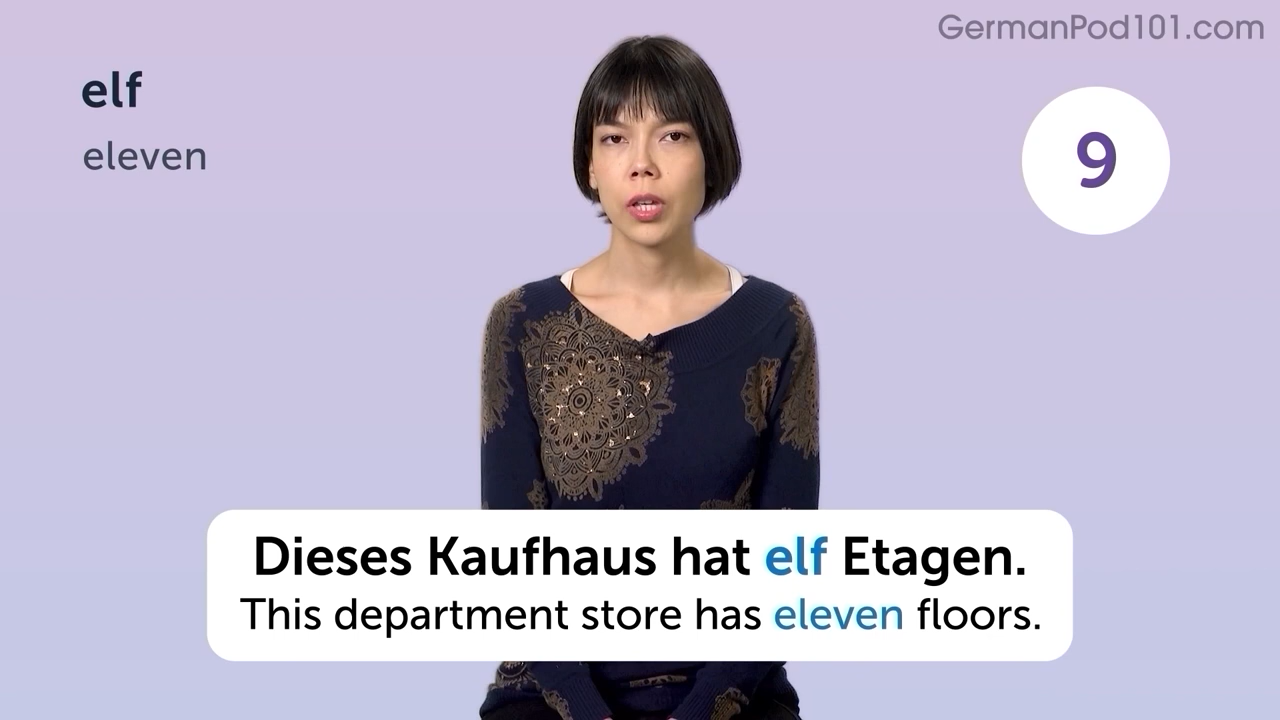 GermanPod101.com
elf
eleven
9
Dieses Kaufhaus hat elf Etagen.
This department store has eleven floors.